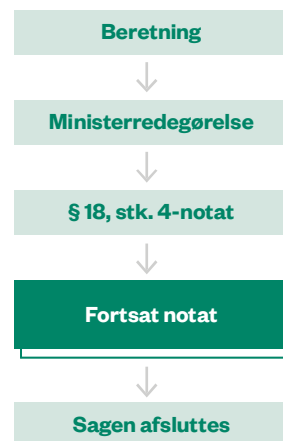 Beretning
Ministerredegørelse
§ 18, stk. 4-notat
Fortsat notat
Sagen afsluttes